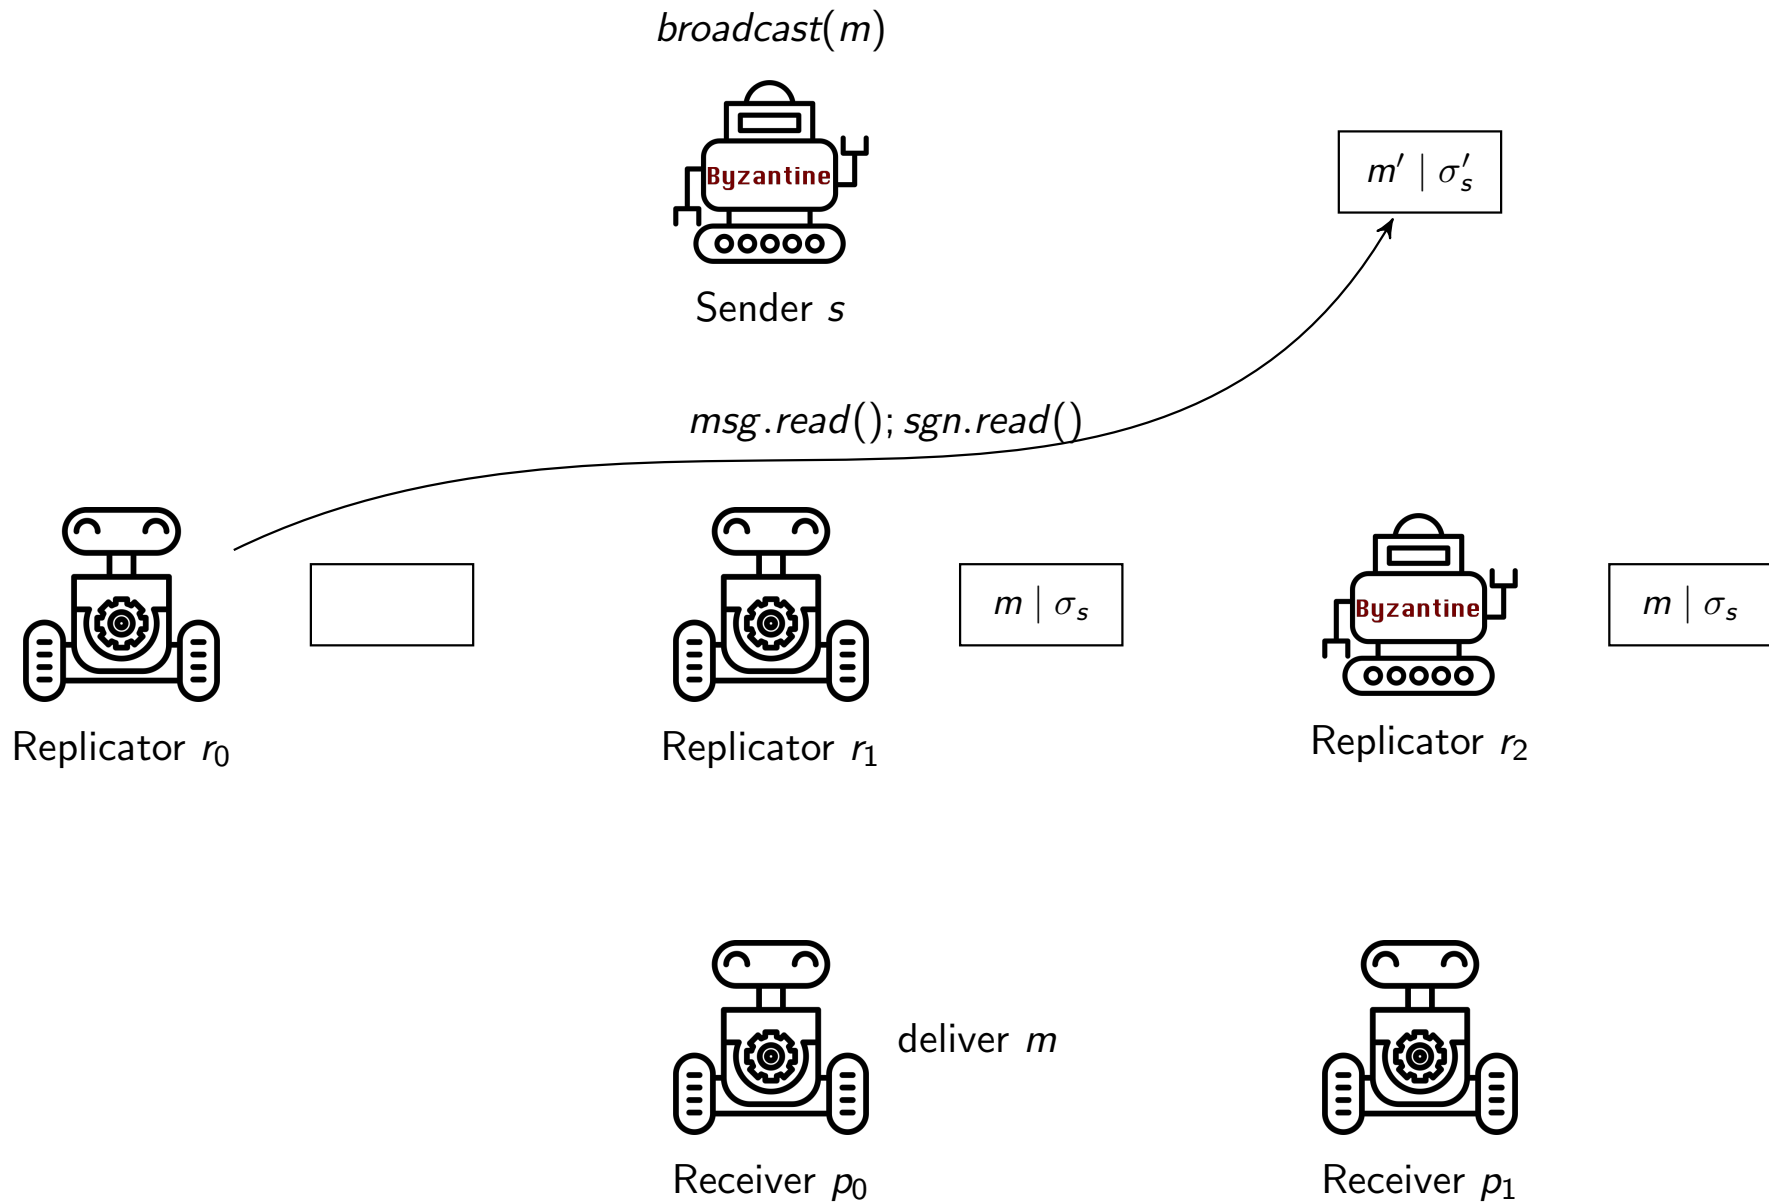 broadcast(m)
Byzantine
m′ | σ′ₛ
Sender s
msg.read(); sgn.read()
m | σₛ
Byzantine
m | σₛ
Replicator r₀
Replicator r₁
Replicator r₂
deliver m
Receiver p₀
Receiver p₁